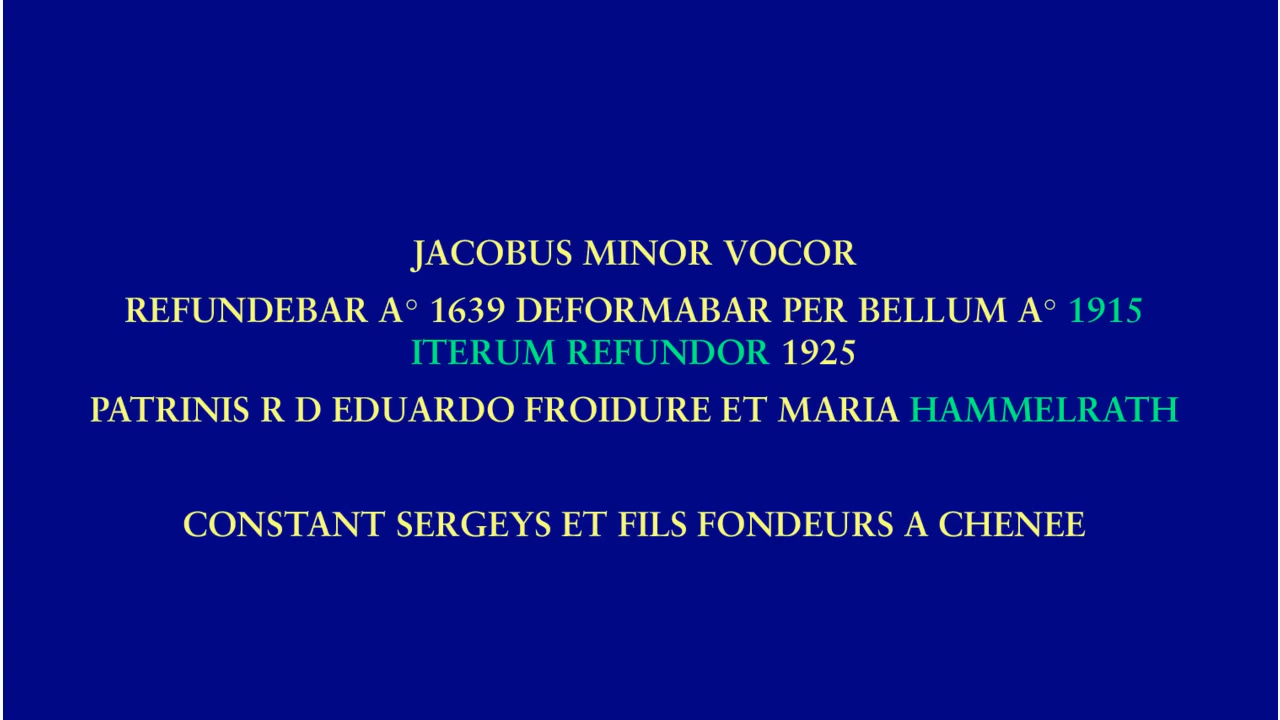 JACOBUS MINOR VOCOR
REFUNDEBAR A° 1639 DEFORMABAR PER BELLUM A° 1915
ITERUM REFUNDOR 1925
PATRINIS R D EDUARDO FROIDURE ET MARIA HAMMELRATH
CONSTANT SERGEYS ET FILS FONDEURS A CHENEE